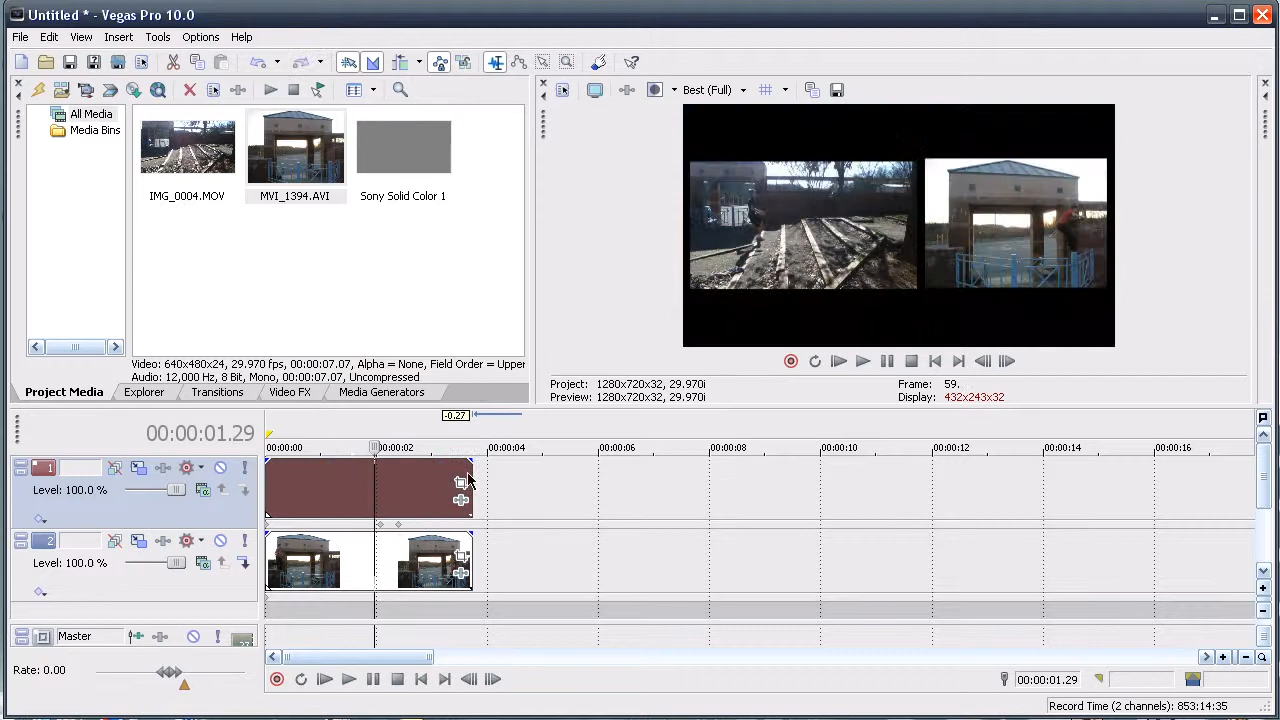 Untitled * - Vegas Pro 10.0
File Edit View Insert Tools Options Help
Best (Full)
All Media
Media Bins
IMG_0004.MOV
MVI_1394.AVI
Sony Solid Color 1
Video: 640x480x24, 29.970 fps, 00:00:07.07, Alpha = None, Field Order = Upper
Audio: 12,000 Hz, 8 Bit, Mono, 00:00:07.07, Uncompressed
Project Media Explorer Transitions Video FX Media Generators
Project: 1280x720x32, 29.970i
Frame: 59.
Preview: 1280x720x32, 29.970i
Display: 432x243x32
-0.27
00:00:01.29
00:00:00 00:00:02 00:00:04 00:00:06 00:00:08 00:00:10 00:00:12 00:00:14 00:00:16
1
Level: 100.0 %
2
Level: 100.0 %
Master
Rate: 0.00
00:00:01.29
Record Time (2 channels): 853:14:35